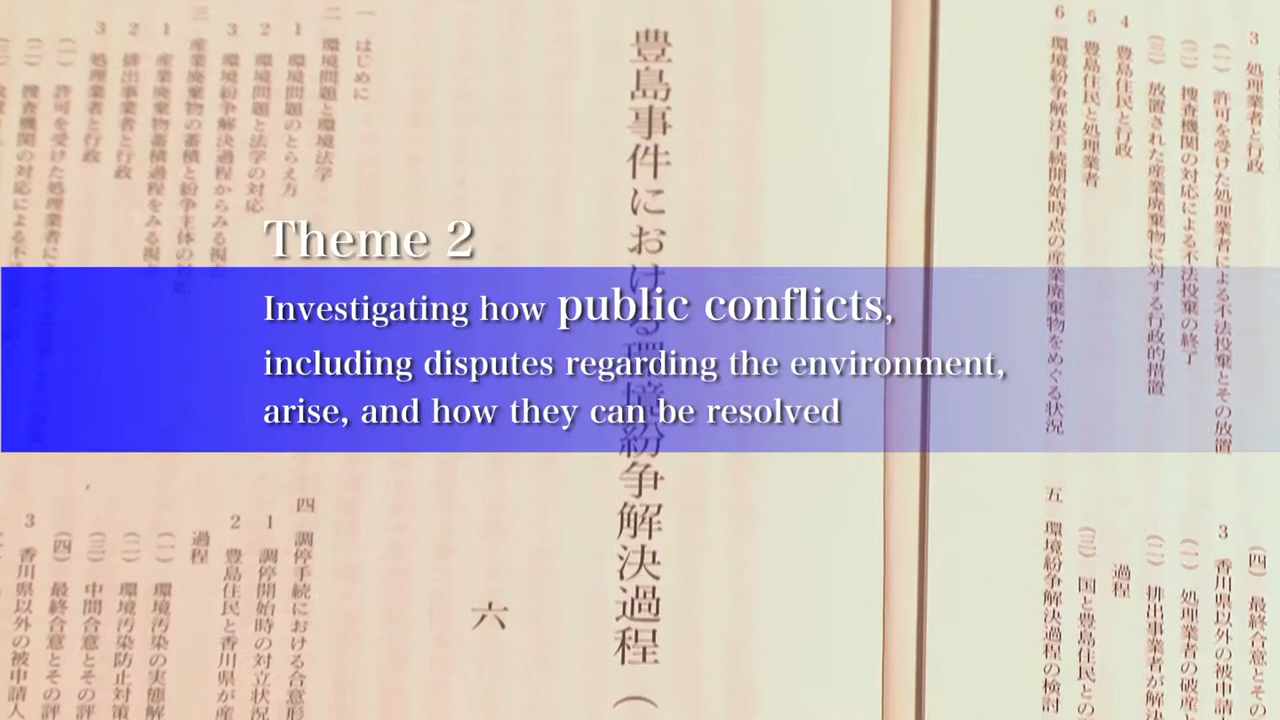 Theme 2
Investigating how public conflicts,
including disputes regarding the environment,
arise, and how they can be resolved
3 処理業者と行政
(一) 許可を受けた処理業者による不法投棄とその放置
(二) 捜査機関の対応による不法投棄の終了
(三) 放置された産業廃棄物に対する行政的措置
4 豊島住民と行政
5 豊島住民と処理業者
6 環境紛争解決手続開始時点の産業廃棄物をめぐる状況
(四) 最終合意とその
3 香川県以外の被申請
(一) 処理業者の破産
(二) 排出事業者が解決
過程
(三) 国と豊島住民との
五 環境紛争解決過程の検討
豊島事件における環境紛争解決過程(
六
一 はじめに
二 環境問題と環境法学
1 環境問題のとらえ方
2 環境問題と法学の対応
3 環境紛争解決過程からみる視
三 産業廃棄物の蓄積と紛争主体の対
1 産業廃棄物蓄積過程をみる視
2 排出事業者と行政
3 処理業者と行政
(一) 許可を受けた処理業者に
(二) 捜査機関の対応による不
四 調停手続における合意形
1 調停開始時の対立状況
2 豊島住民と香川県が産
過程
(一) 環境汚染の実態解
(二) 環境汚染防止対策
(三) 中間合意とその評
(四) 最終合意とその評
3 香川県以外の被申請人